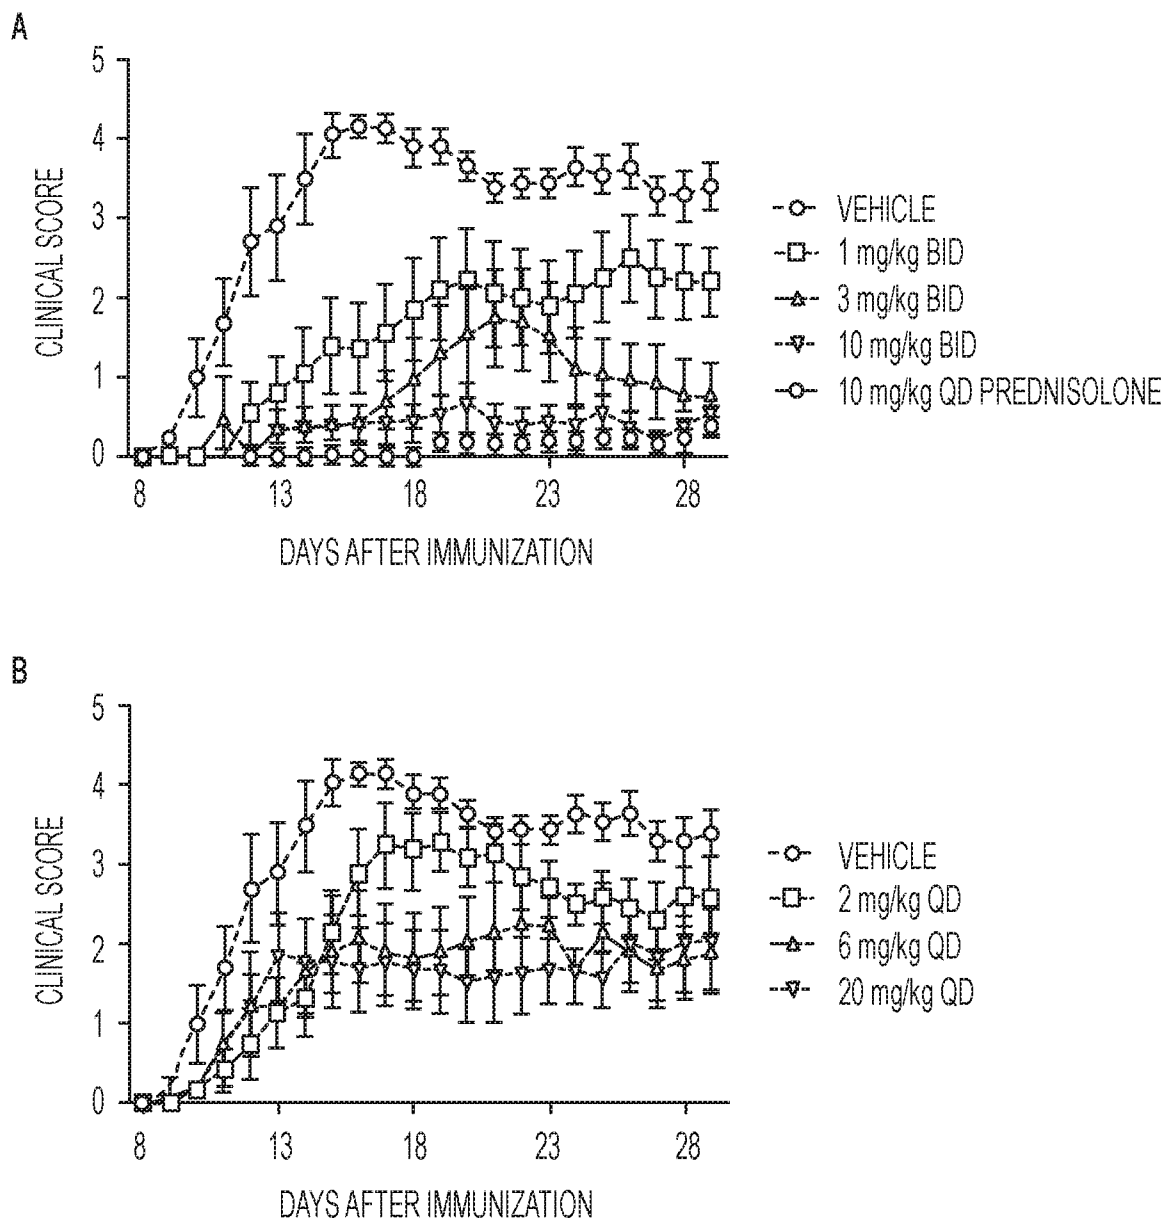 A
5
4
3
2
1
0
CLINICAL SCORE
8 13 18 23 28
DAYS AFTER IMMUNIZATION
VEHICLE
1 mg/kg BID
3 mg/kg BID
10 mg/kg BID
10 mg/kg QD PREDNISOLONE
B
5
4
3
2
1
0
CLINICAL SCORE
8 13 18 23 28
DAYS AFTER IMMUNIZATION
VEHICLE
2 mg/kg QD
6 mg/kg QD
20 mg/kg QD